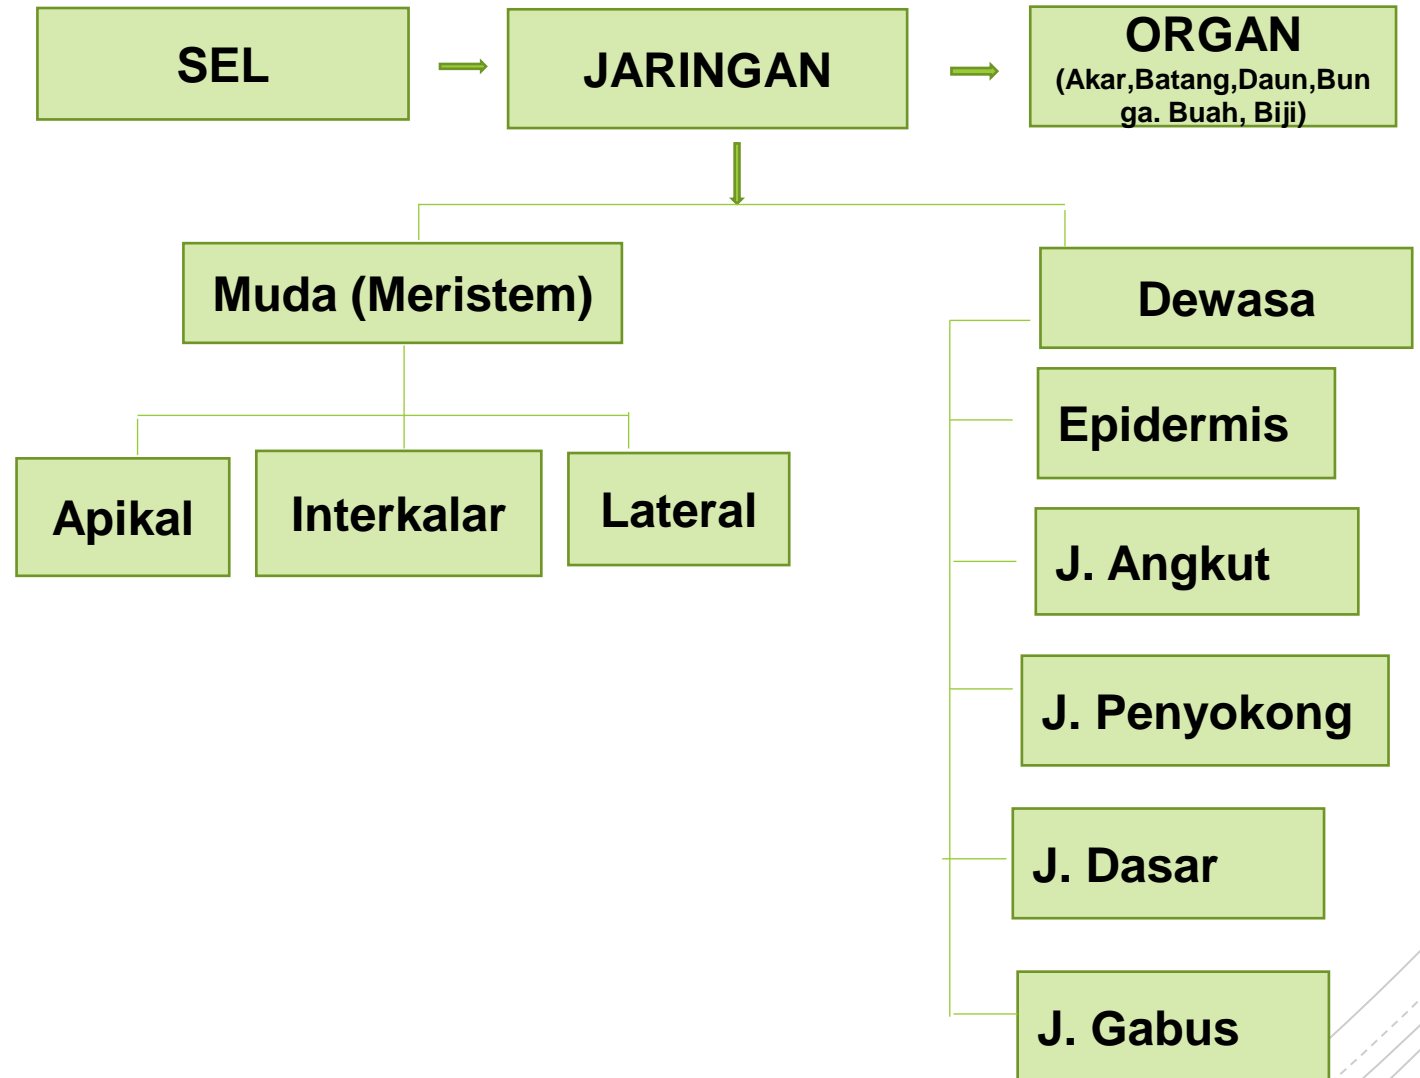 SEL
JARINGAN
ORGAN
(Akar,Batang,Daun,Bun
ga. Buah, Biji)
Muda (Meristem)
Dewasa
Epidermis
Apikal
Interkalar
Lateral
J. Angkut
J. Penyokong
J. Dasar
J. Gabus